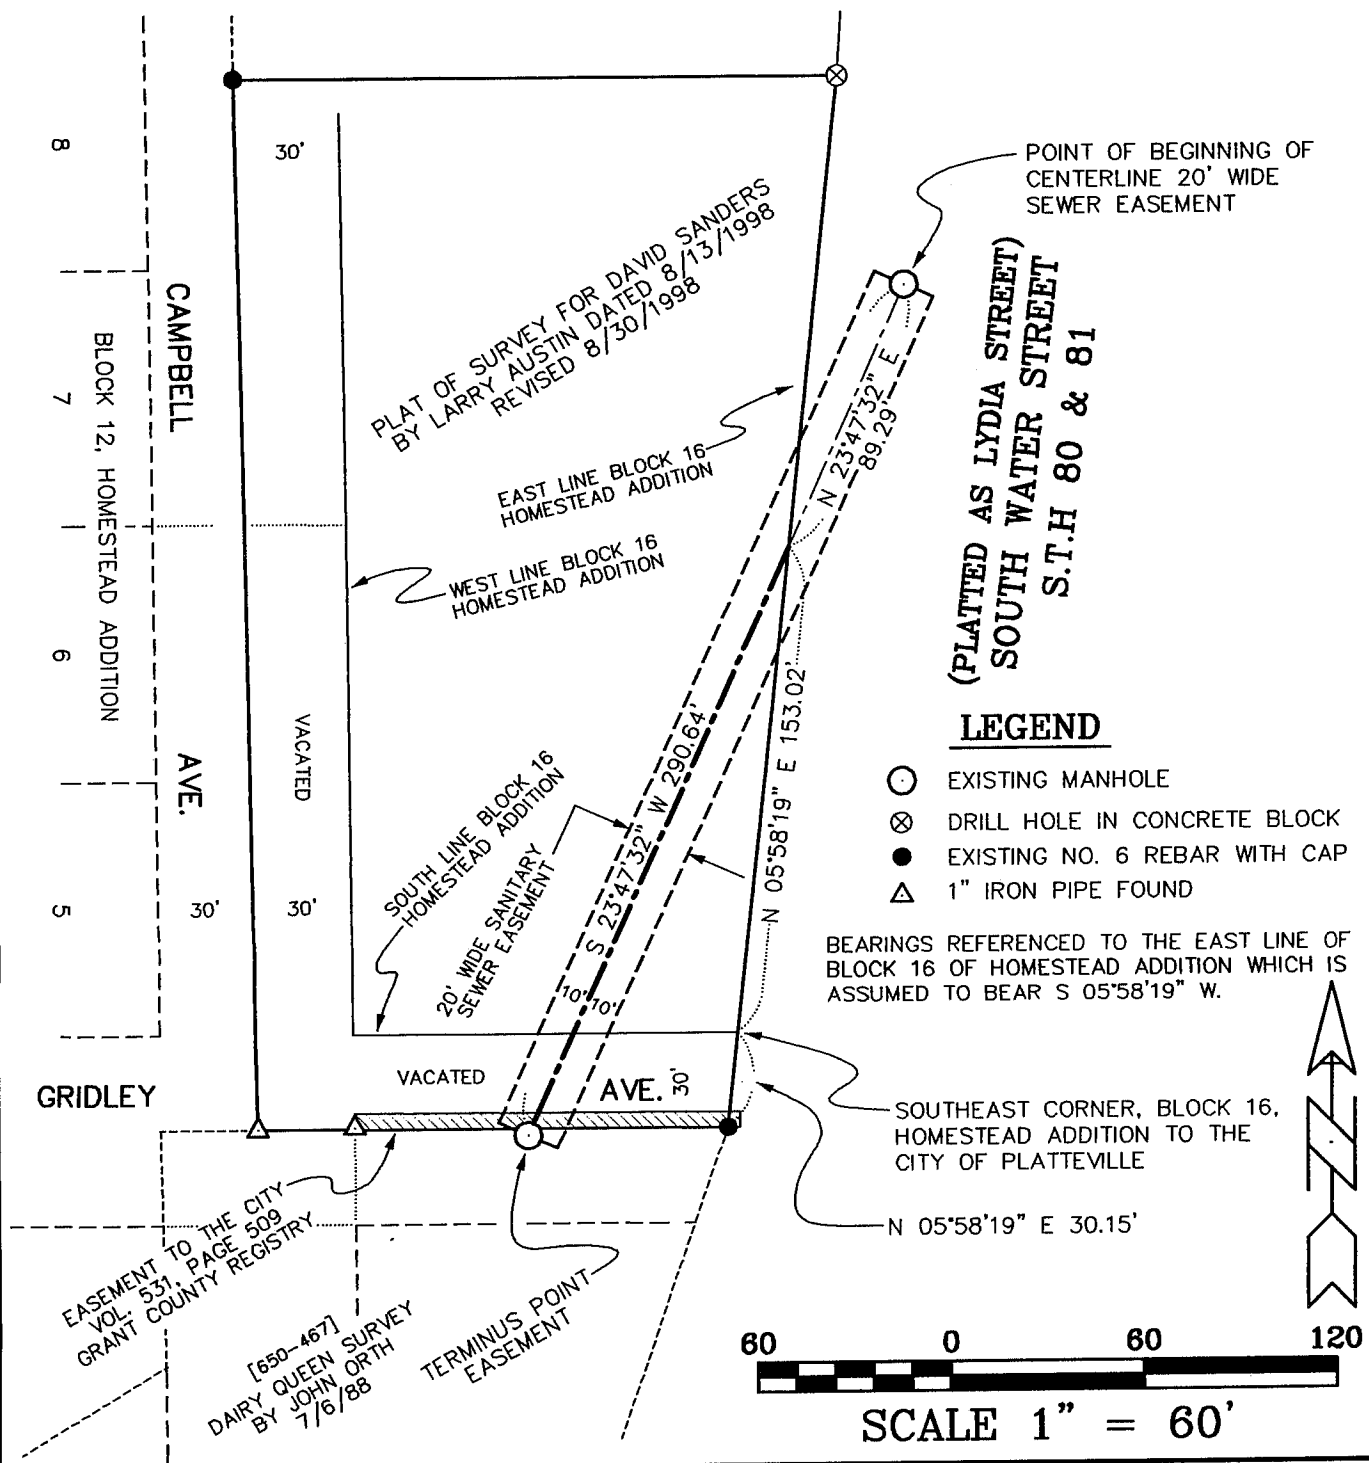 30'
POINT OF BEGINNING OF
CENTERLINE 20' WIDE
SEWER EASEMENT
8
7
6
5
BLOCK 12, HOMESTEAD ADDITION
CAMPBELL
AVE.
PLAT OF SURVEY FOR DAVID SANDERS
BY LARRY AUSTIN DATED 8/13/1998
REVISED 8/30/1998
(PLATTED AS LYDIA STREET)
SOUTH WATER STREET
S.T.H 80 & 81
N 23°47'32" E
89.29'
EAST LINE BLOCK 16
HOMESTEAD ADDITION
WEST LINE BLOCK 16
HOMESTEAD ADDITION
VACATED
S 23°47'32" W 290.64'
N 05°58'19" E 153.02'
SOUTH LINE BLOCK 16
HOMESTEAD ADDITION
20' WIDE SANITARY
SEWER EASEMENT
30'
30'
10'
10'
LEGEND
EXISTING MANHOLE
DRILL HOLE IN CONCRETE BLOCK
EXISTING NO. 6 REBAR WITH CAP
1" IRON PIPE FOUND
BEARINGS REFERENCED TO THE EAST LINE OF
BLOCK 16 OF HOMESTEAD ADDITION WHICH IS
ASSUMED TO BEAR S 05°58'19" W.
GRIDLEY
VACATED
AVE.
30'
SOUTHEAST CORNER, BLOCK 16,
HOMESTEAD ADDITION TO THE
CITY OF PLATTEVILLE
N 05°58'19" E 30.15'
EASEMENT TO THE CITY
VOL. 531, PAGE 509
GRANT COUNTY REGISTRY
[650-467]
DAIRY QUEEN SURVEY
BY JOHN ORTH
7/6/88
TERMINUS POINT
EASEMENT
N
60 0 60 120
SCALE 1" = 60'